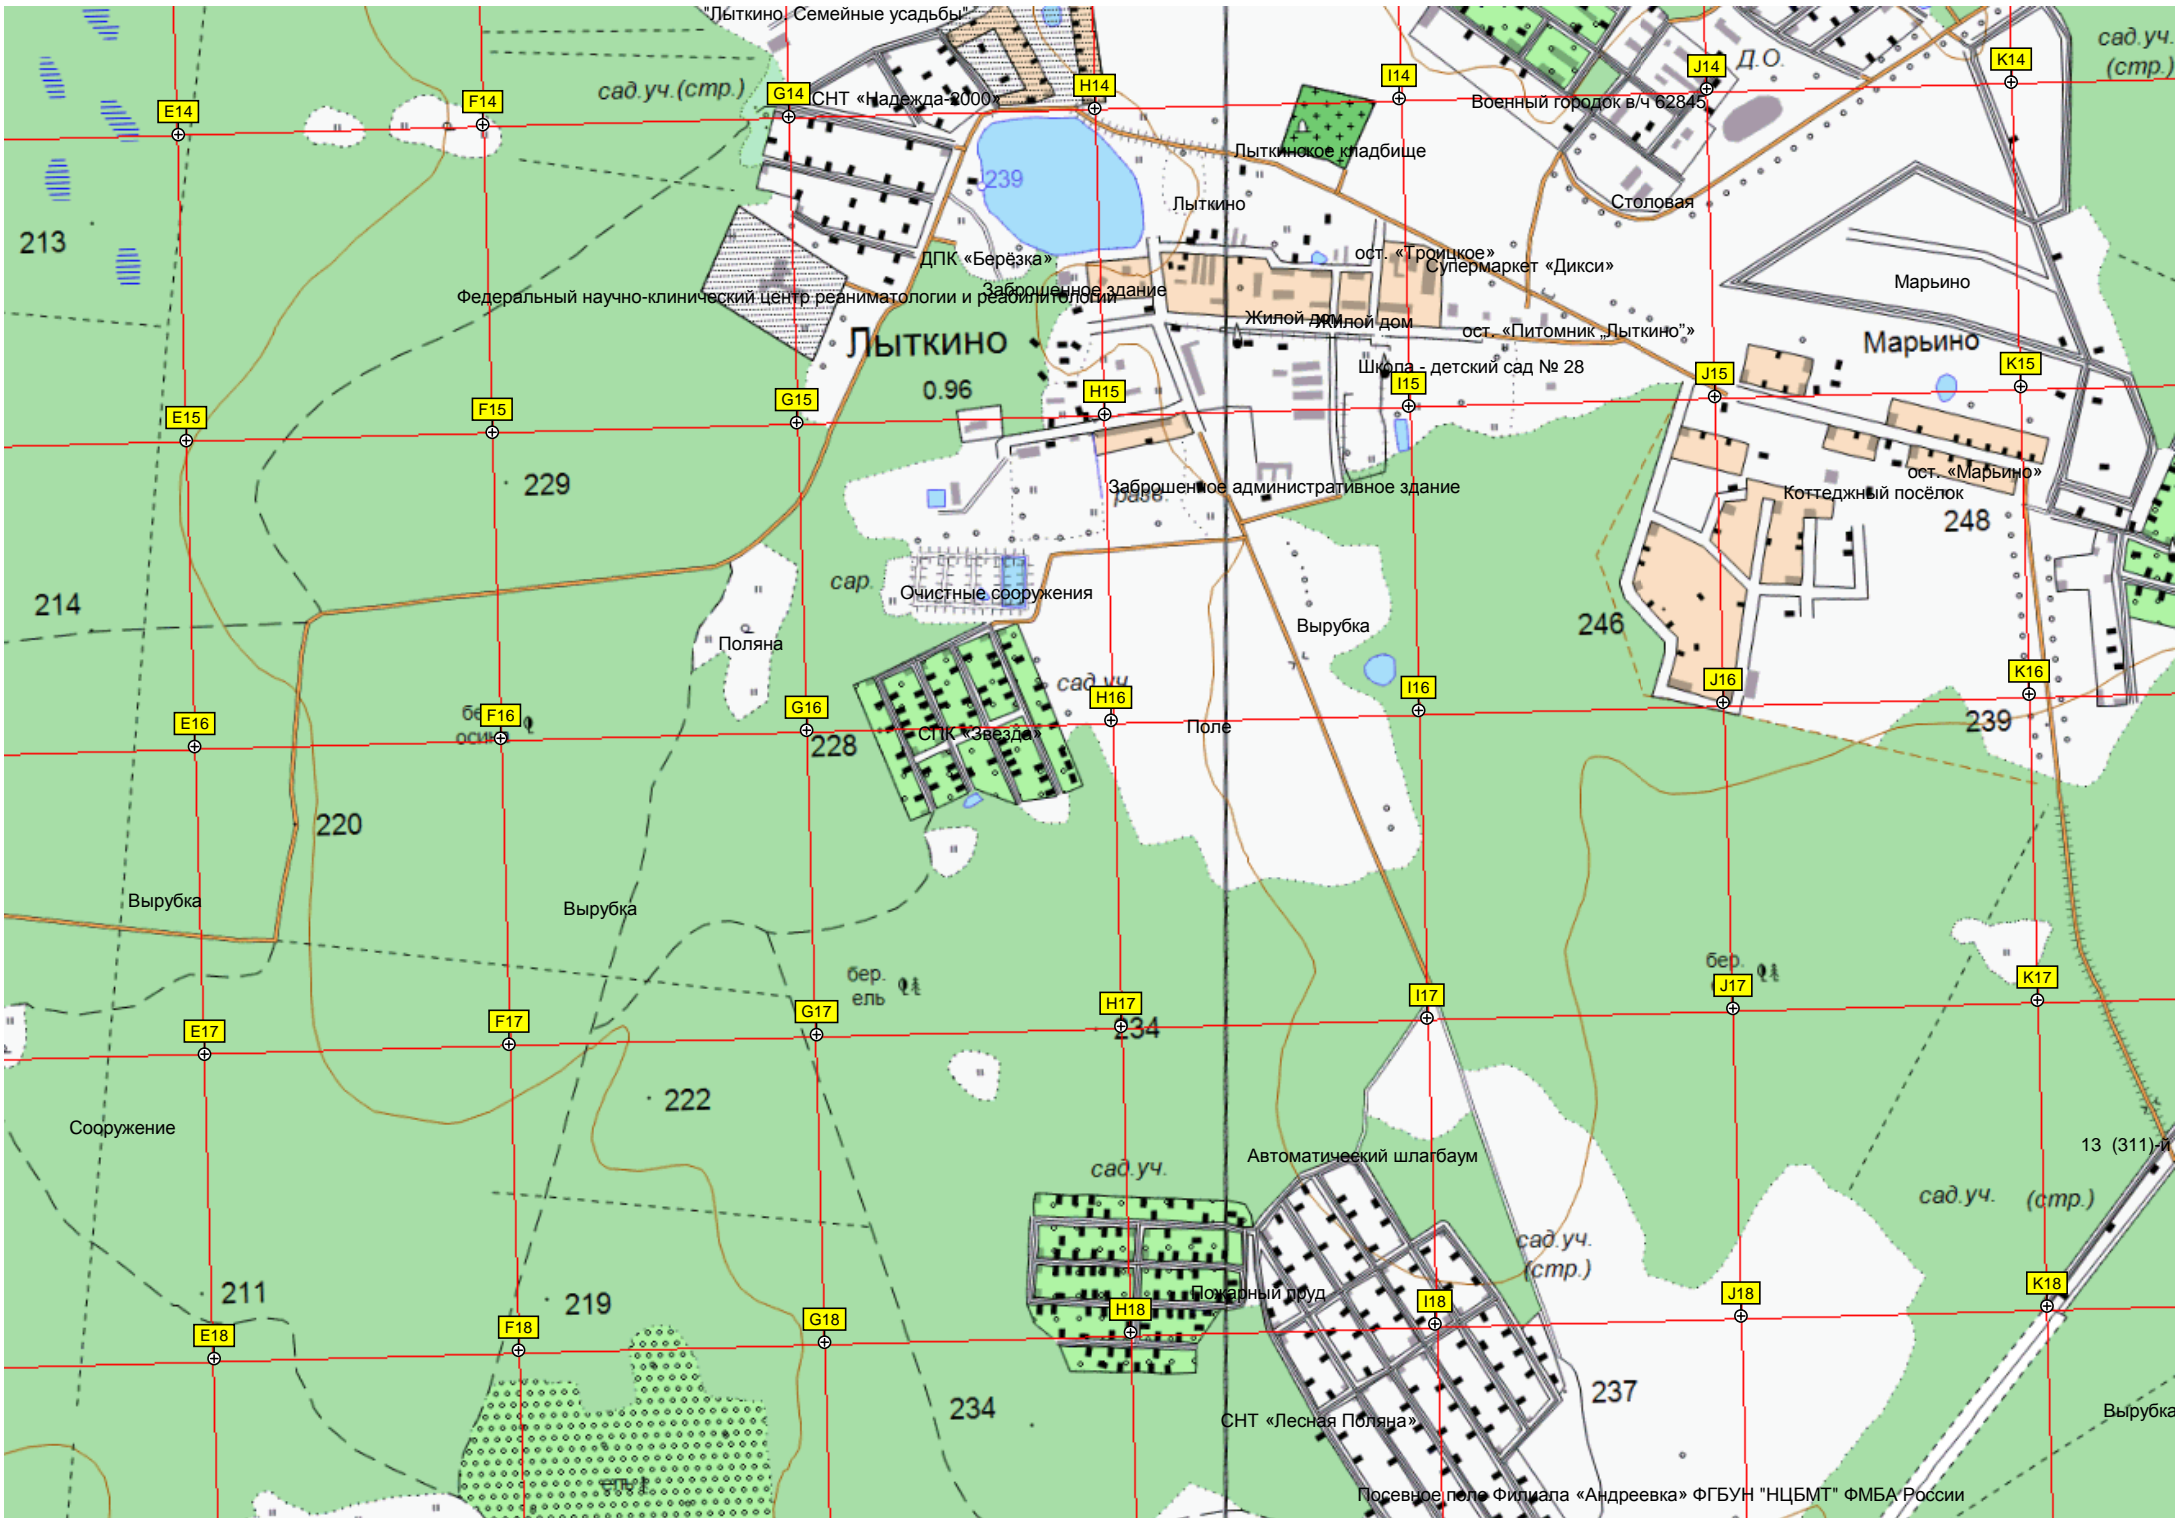 "Лыткино. Семейные усадьбы"
сад.уч.
(стр.)
Д.О.
K14
J14
I14
H14
G14
F14
E14
сад.уч.(стр.)
СНТ «Надежда-2000»
Военный городок в/ч 62845
Лыткинское кладбище
239
Лыткино
Столовая
213
ДПК «Берёзка»
ост. «Троицкое»
Супермаркет «Дикси»
Марьино
Федеральный научно-клинический центр реаниматологии и реабилитологии
Заброшенное здание
Жилой дом
Жилой дом
ост. «Питомник „Лыткино"»
Лыткино
Марьино
0.96
Школа - детский сад № 28
K15
J15
I15
H15
G15
F15
E15
229
ост. «Марьино»
Заброшенное административное здание
разв.
Коттеджный посёлок
248
214
сар.
Очистные сооружения
Вырубка
246
Поляна
сад.уч.
K16
J16
I16
H16
G16
F16
E16
239
228
СПК «Звезда»
Поле
220
Вырубка
Вырубка
бер.
ель
бер.
K17
J17
I17
H17
G17
F17
E17
234
222
Сооружение
сад.уч.
Автоматический шлагбаум
13 (311)-й
сад.уч.
(стр.)
сад.уч.
(стр.)
211
219
Пожарный пруд
K18
J18
I18
H18
G18
F18
E18
234
237
СНТ «Лесная Поляна»
Вырубка
ель
Посевное поле Филиала «Андреевка» ФГБУН "НЦБМТ" ФМБА России